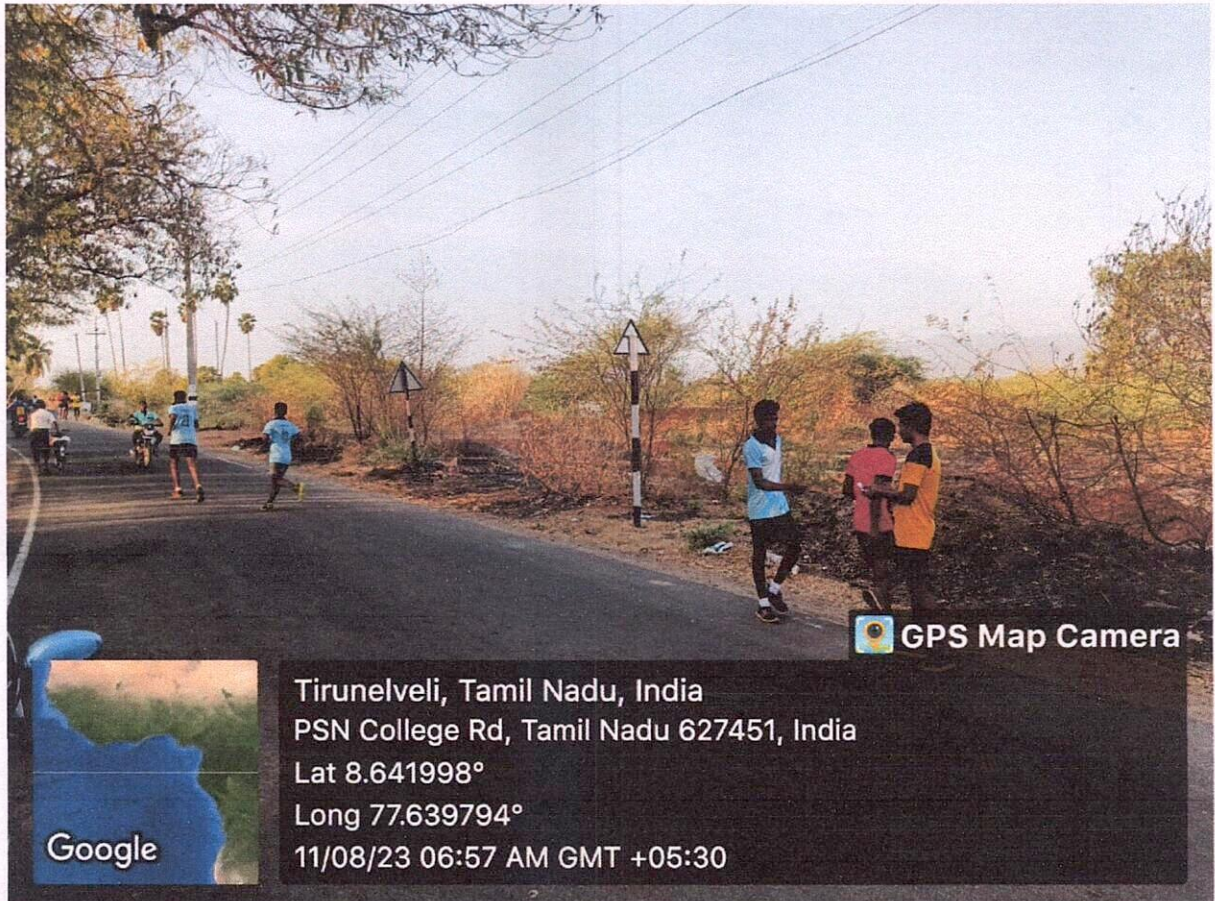 GPS Map Camera
Tirunelveli, Tamil Nadu, India
PSN College Rd, Tamil Nadu 627451, India
Lat 8.641998°
Long 77.639794°
11/08/23 06:57 AM GMT +05:30
Google